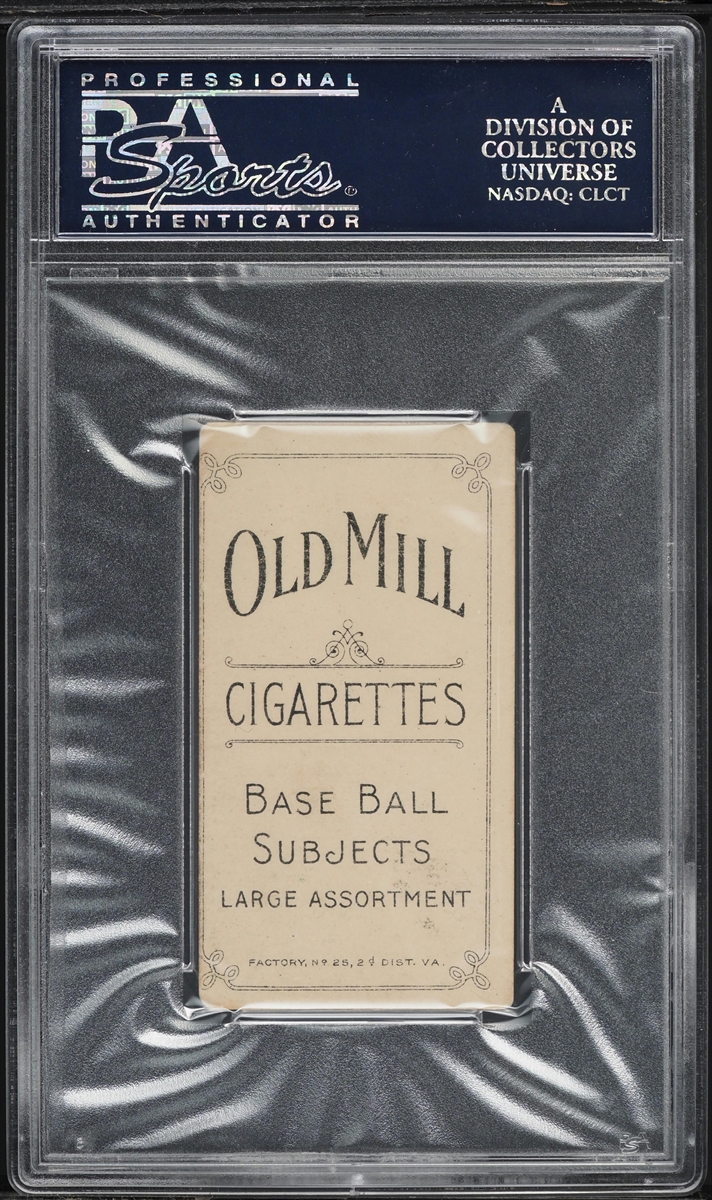 PROFESSIONAL
PSA
Sports®
AUTHENTICATOR
A
DIVISION OF
COLLECTORS
UNIVERSE
NASDAQ: CLCT
OLD MILL
CIGARETTES
BASE BALL
SUBJECTS
LARGE ASSORTMENT
FACTORY, Nº 25, 2ᵈ DIST. VA.
PSA